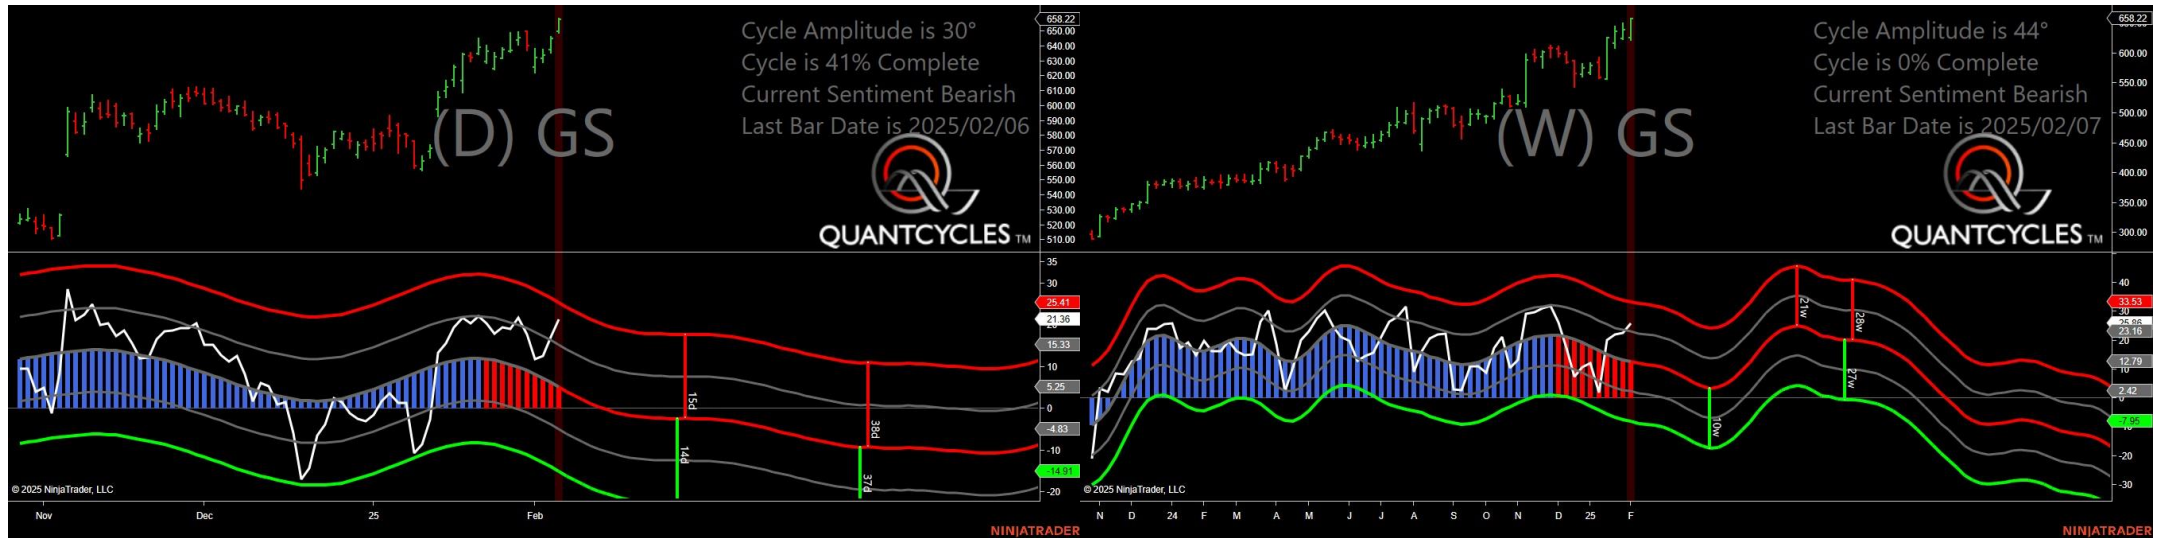 Cycle Amplitude is 30°
Cycle is 41% Complete
Current Sentiment Bearish
Last Bar Date is 2025/02/06
(D) GS
QUANTCYCLES TM
658.22
650.00
640.00
630.00
620.00
610.00
600.00
590.00
580.00
570.00
560.00
550.00
540.00
530.00
520.00
510.00
35
30
25.41
21.36
15.33
10
5.25
0
-4.83
-10
-14.91
-20
15d
14d
38d
37d
© 2025 NinjaTrader, LLC
Nov Dec 25 Feb
NINJATRADER
Cycle Amplitude is 44°
Cycle is 0% Complete
Current Sentiment Bearish
Last Bar Date is 2025/02/07
(W) GS
QUANTCYCLES TM
658.22
600.00
550.00
500.00
450.00
400.00
350.00
300.00
40
33.53
30
25.86
23.16
20
12.79
10
2.42
0
-7.95
-20
-30
10w
21w
28w
27w
© 2025 NinjaTrader, LLC
N D 24 F M A M J J A S O N D 25 F
NINJATRADER